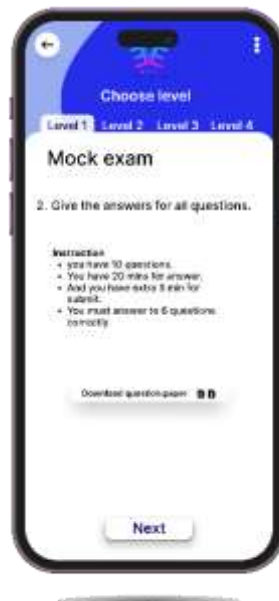 Choose level
Level 1 Level 2 Level 3 Level 4
Mock exam
2. Give the answers for all questions.
Instruction
• you have 10 questions.
• You have 20 mins for answer.
• And you have extra 5 min for
submit.
• You must answer to 6 questions
correctly.
Download question paper
Next